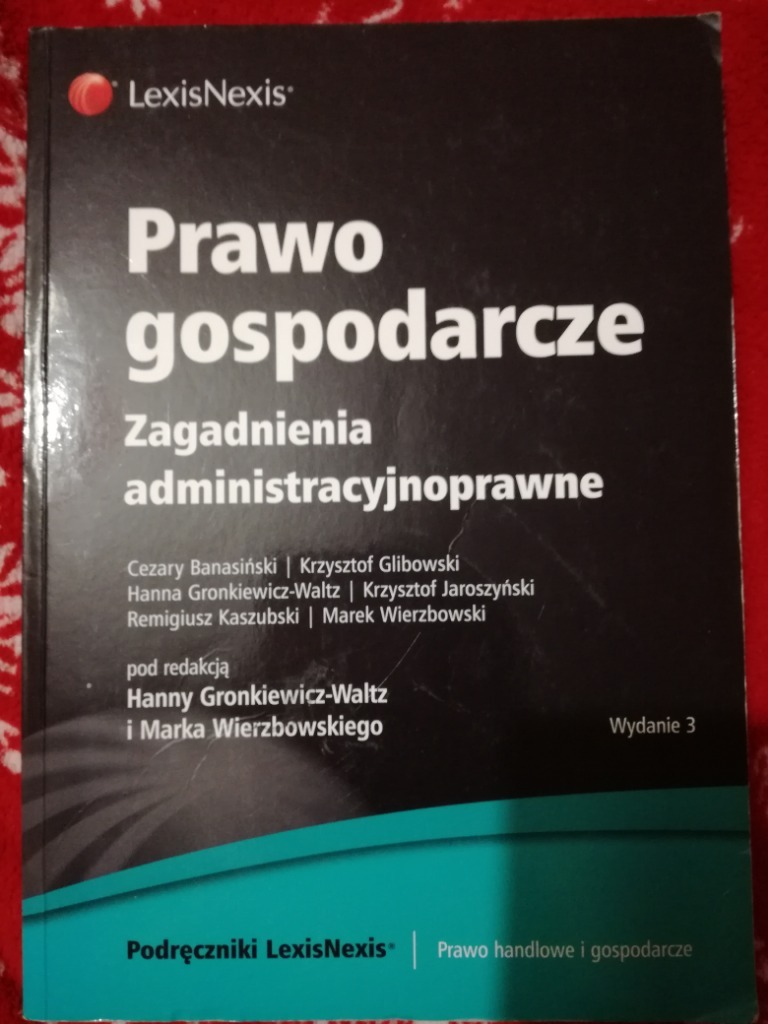 LexisNexis®
Prawo
gospodarcze
Zagadnienia
administracyjnoprawne
Cezary Banasiński | Krzysztof Glibowski
Hanna Gronkiewicz-Waltz | Krzysztof Jaroszyński
Remigiusz Kaszubski | Marek Wierzbowski
pod redakcją
Hanny Gronkiewicz-Waltz
i Marka Wierzbowskiego
Wydanie 3
Podręczniki LexisNexis® | Prawo handlowe i gospodarcze